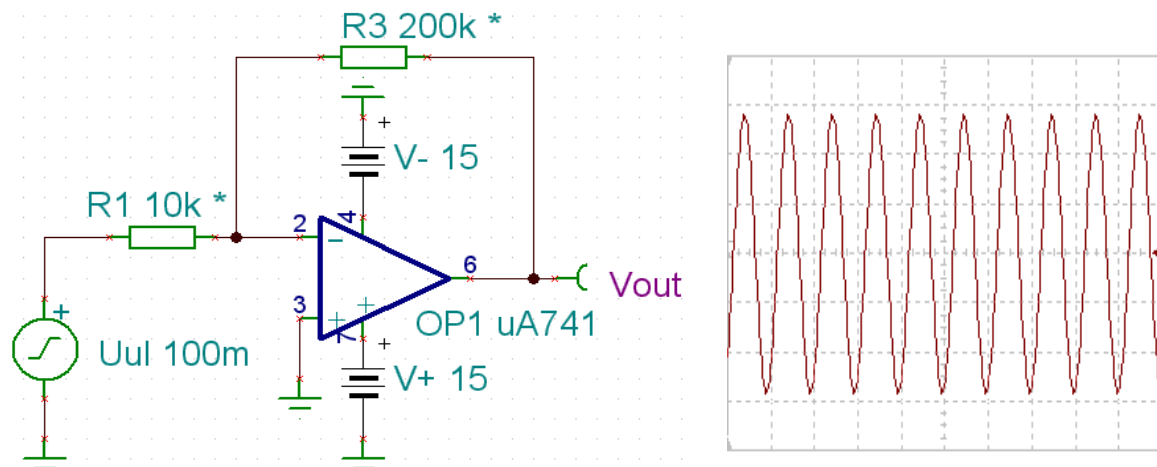 R3 200k *
+
V- 15
R1 10k *
2
4
-
6
Vout
3
+
+
7
OP1 uA741
+
Uul 100m
+
V+ 15